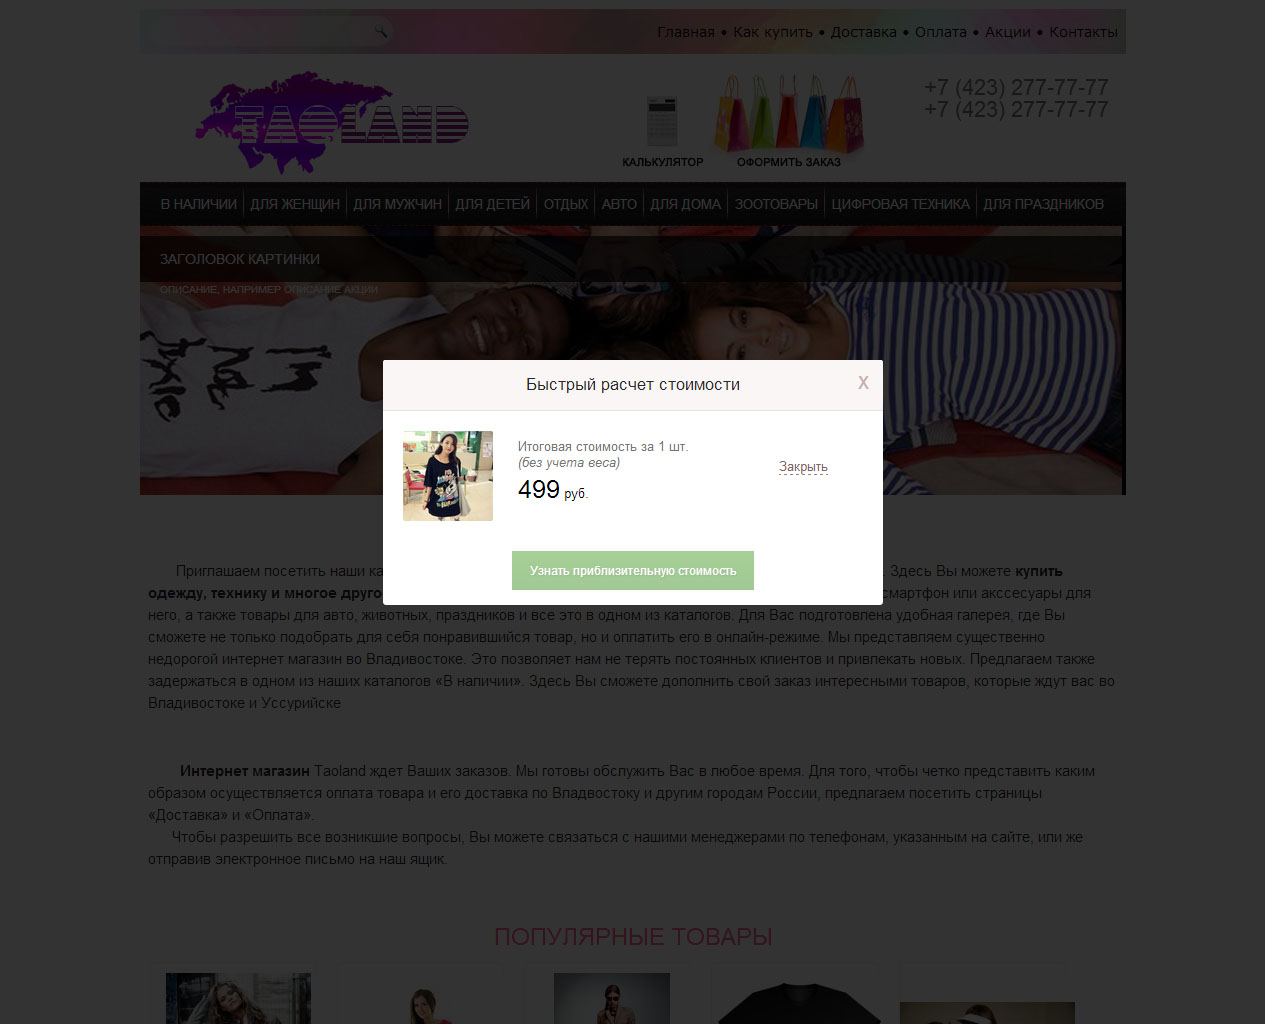 Главная • Как купить • Доставка • Оплата • Акции • Контакты
TAOLAND
+7 (423) 277-77-77
+7 (423) 277-77-77
КАЛЬКУЛЯТОР
ОФОРМИТЬ ЗАКАЗ
В НАЛИЧИИ ДЛЯ ЖЕНЩИН ДЛЯ МУЖЧИН ДЛЯ ДЕТЕЙ ОТДЫХ АВТО ДЛЯ ДОМА ЗООТОВАРЫ ЦИФРОВАЯ ТЕХНИКА ДЛЯ ПРАЗДНИКОВ
ЗАГОЛОВОК КАРТИНКИ
ОПИСАНИЕ, НАПРИМЕР ОПИСАНИЕ АКЦИИ
Быстрый расчет стоимости
X
Итоговая стоимость за 1 шт.
(без учета веса)
499 руб.
Закрыть
Узнать приблизительную стоимость
Приглашаем посетить наши . Здесь Вы можете купить
одежду, технику и многое смартфон или акссесуары для
него, а также товары для авто, животных, праздников и все это в одном из каталогов. Для Вас подготовлена удобная галерея, где Вы
сможете не только подобрать для себя понравившийся товар, но и оплатить его в онлайн-режиме. Мы представляем существенно
недорогой интернет магазин во Владивостоке. Это позволяет нам не терять постоянных клиентов и привлекать новых. Предлагаем также
задержаться в одном из наших каталогов «В наличии». Здесь Вы сможете дополнить свой заказ интересными товаров, которые ждут вас во
Владивостоке и Уссурийске
Интернет магазин Taoland ждет Ваших заказов. Мы готовы обслужить Вас в любое время. Для того, чтобы четко представить каким
образом осуществляется оплата товара и его доставка по Владвостоку и другим городам России, предлагаем посетить страницы
«Доставка» и «Оплата».
Чтобы разрешить все возникшие вопросы, Вы можете связаться с нашими менеджерами по телефонам, указанным на сайте, или же
отправив электронное письмо на наш ящик.
ПОПУЛЯРНЫЕ ТОВАРЫ